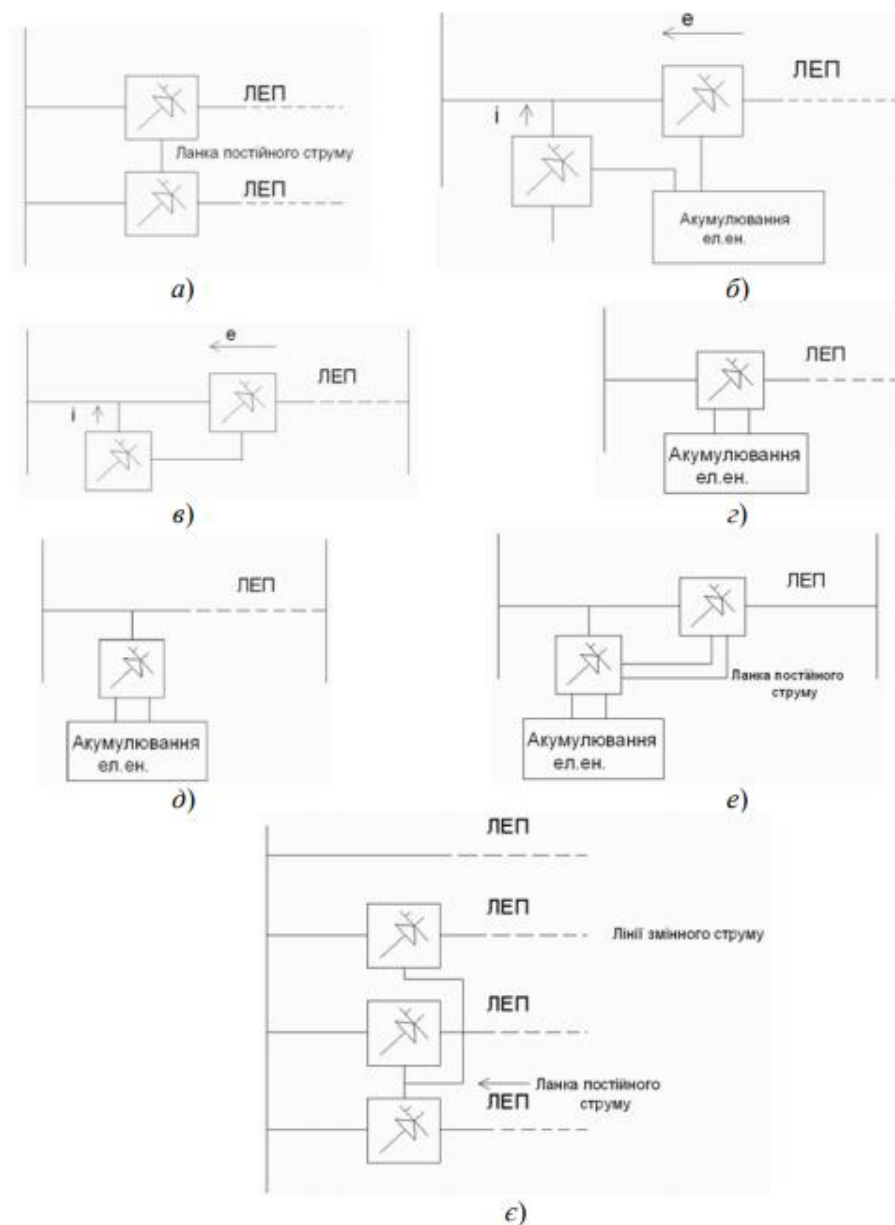 ЛЕП
Ланка постійного струму
ЛЕП
а)
e
ЛЕП
i
Акумулювання
ел.ен.
б)
e
ЛЕП
i
в)
ЛЕП
Акумулювання
ел.ен.
г)
ЛЕП
Акумулювання
ел.ен.
д)
ЛЕП
Ланка постійного
струму
Акумулювання
ел.ен.
е)
ЛЕП
ЛЕП
Лінії змінного струму
ЛЕП
Ланка постійного
струму
ЛЕП
є)